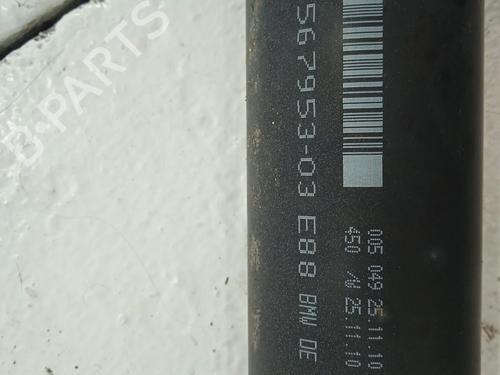 567953-03 E88 BMW DE
005 049 25.11.10
450 /W 25.11.10
B-PARTS